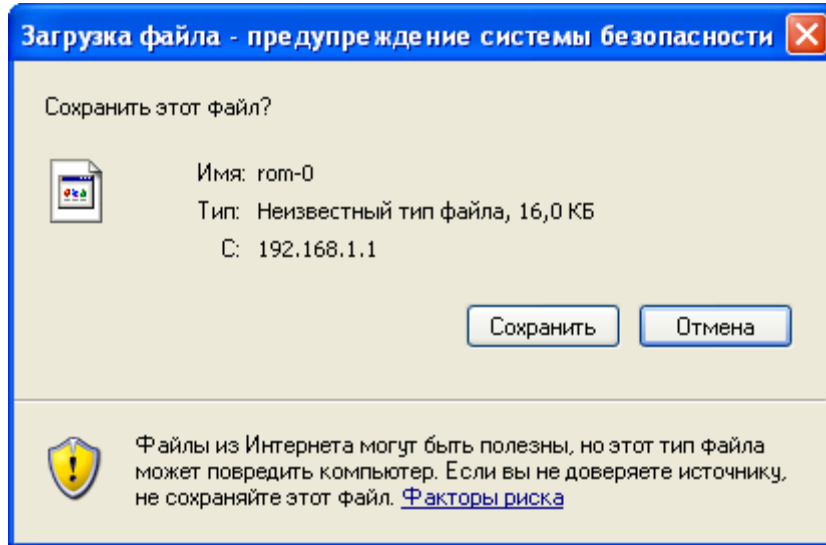 Загрузка файла - предупреждение системы безопасности
Сохранить этот файл?
Имя: rom-0
Тип: Неизвестный тип файла, 16,0 КБ
С: 192.168.1.1
Сохранить Отмена
Файлы из Интернета могут быть полезны, но этот тип файла
может повредить компьютер. Если вы не доверяете источнику,
не сохраняйте этот файл. Факторы риска